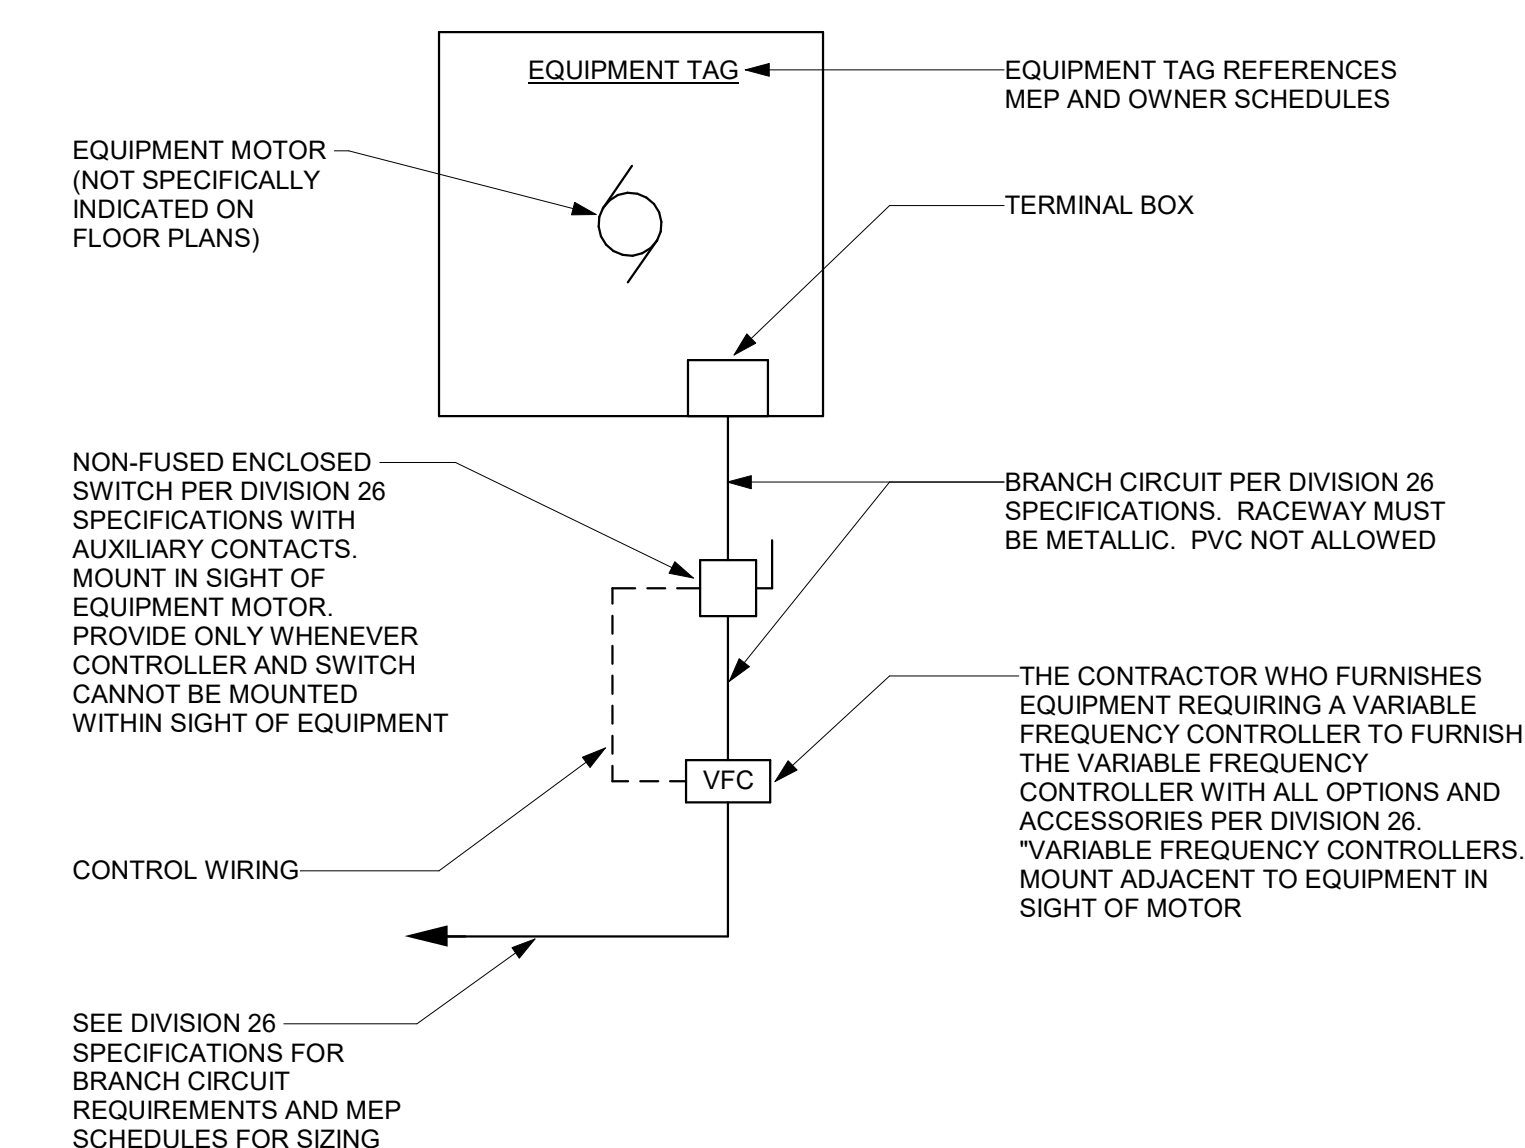 EQUIPMENT TAG
EQUIPMENT TAG REFERENCES
MEP AND OWNER SCHEDULES
EQUIPMENT MOTOR
(NOT SPECIFICALLY
INDICATED ON
FLOOR PLANS)
TERMINAL BOX
NON-FUSED ENCLOSED
SWITCH PER DIVISION 26
SPECIFICATIONS WITH
AUXILIARY CONTACTS.
MOUNT IN SIGHT OF
EQUIPMENT MOTOR.
PROVIDE ONLY WHENEVER
CONTROLLER AND SWITCH
CANNOT BE MOUNTED
WITHIN SIGHT OF EQUIPMENT
BRANCH CIRCUIT PER DIVISION 26
SPECIFICATIONS. RACEWAY MUST
BE METALLIC. PVC NOT ALLOWED
THE CONTRACTOR WHO FURNISHES
EQUIPMENT REQUIRING A VARIABLE
FREQUENCY CONTROLLER TO FURNISH
THE VARIABLE FREQUENCY
CONTROLLER WITH ALL OPTIONS AND
ACCESSORIES PER DIVISION 26.
"VARIABLE FREQUENCY CONTROLLERS.
MOUNT ADJACENT TO EQUIPMENT IN
SIGHT OF MOTOR
VFC
CONTROL WIRING
SEE DIVISION 26
SPECIFICATIONS FOR
BRANCH CIRCUIT
REQUIREMENTS AND MEP
SCHEDULES FOR SIZING